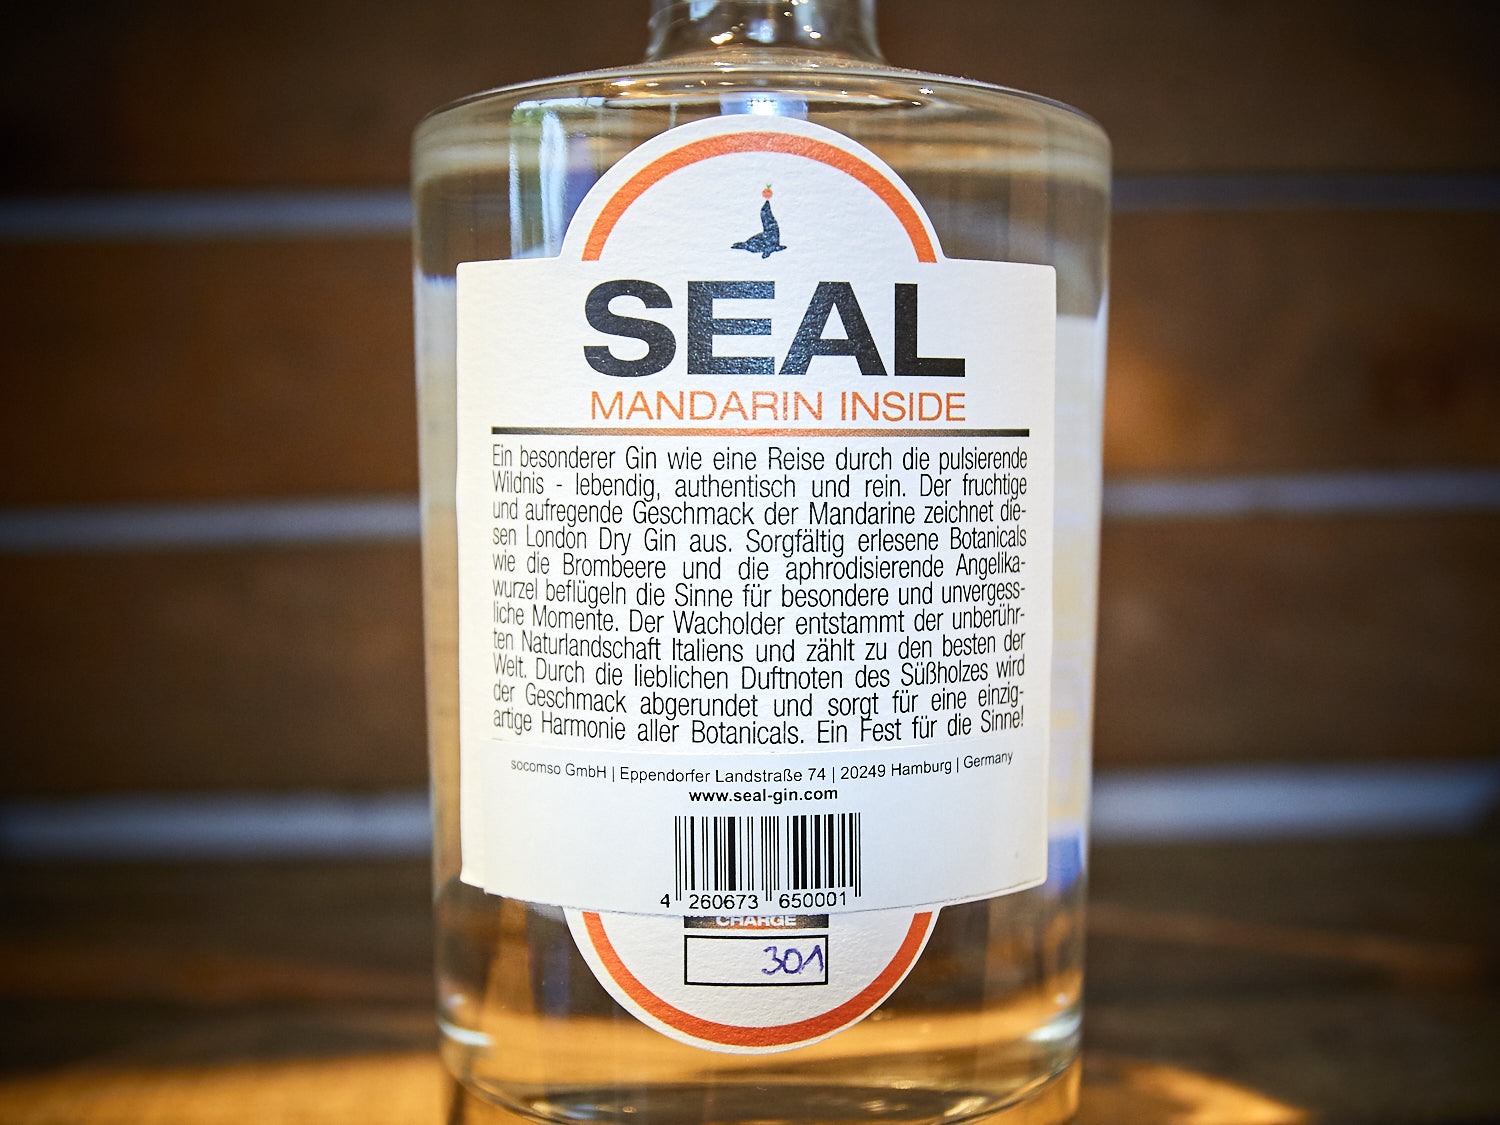 SEAL
MANDARIN INSIDE
Ein besonderer Gin wie eine Reise durch die pulsierende
Wildnis - lebendig, authentisch und rein. Der fruchtige
und aufregende Geschmack der Mandarine zeichnet die-
sen London Dry Gin aus. Sorgfältig erlesene Botanicals
wie die Brombeere und die aphrodisierende Angelika-
wurzel beflügeln die Sinne für besondere und unvergess-
liche Momente. Der Wacholder entstammt der unberühr-
ten Naturlandschaft Italiens und zählt zu den besten der
Welt. Durch die lieblichen Duftnoten des Süßholzes wird
der Geschmack abgerundet und sorgt für eine einzig-
artige Harmonie aller Botanicals. Ein Fest für die Sinne!
socomso GmbH | Eppendorfer Landstraße 74 | 20249 Hamburg | Germany
www.seal-gin.com
4 260673 650001
CHARGE
301